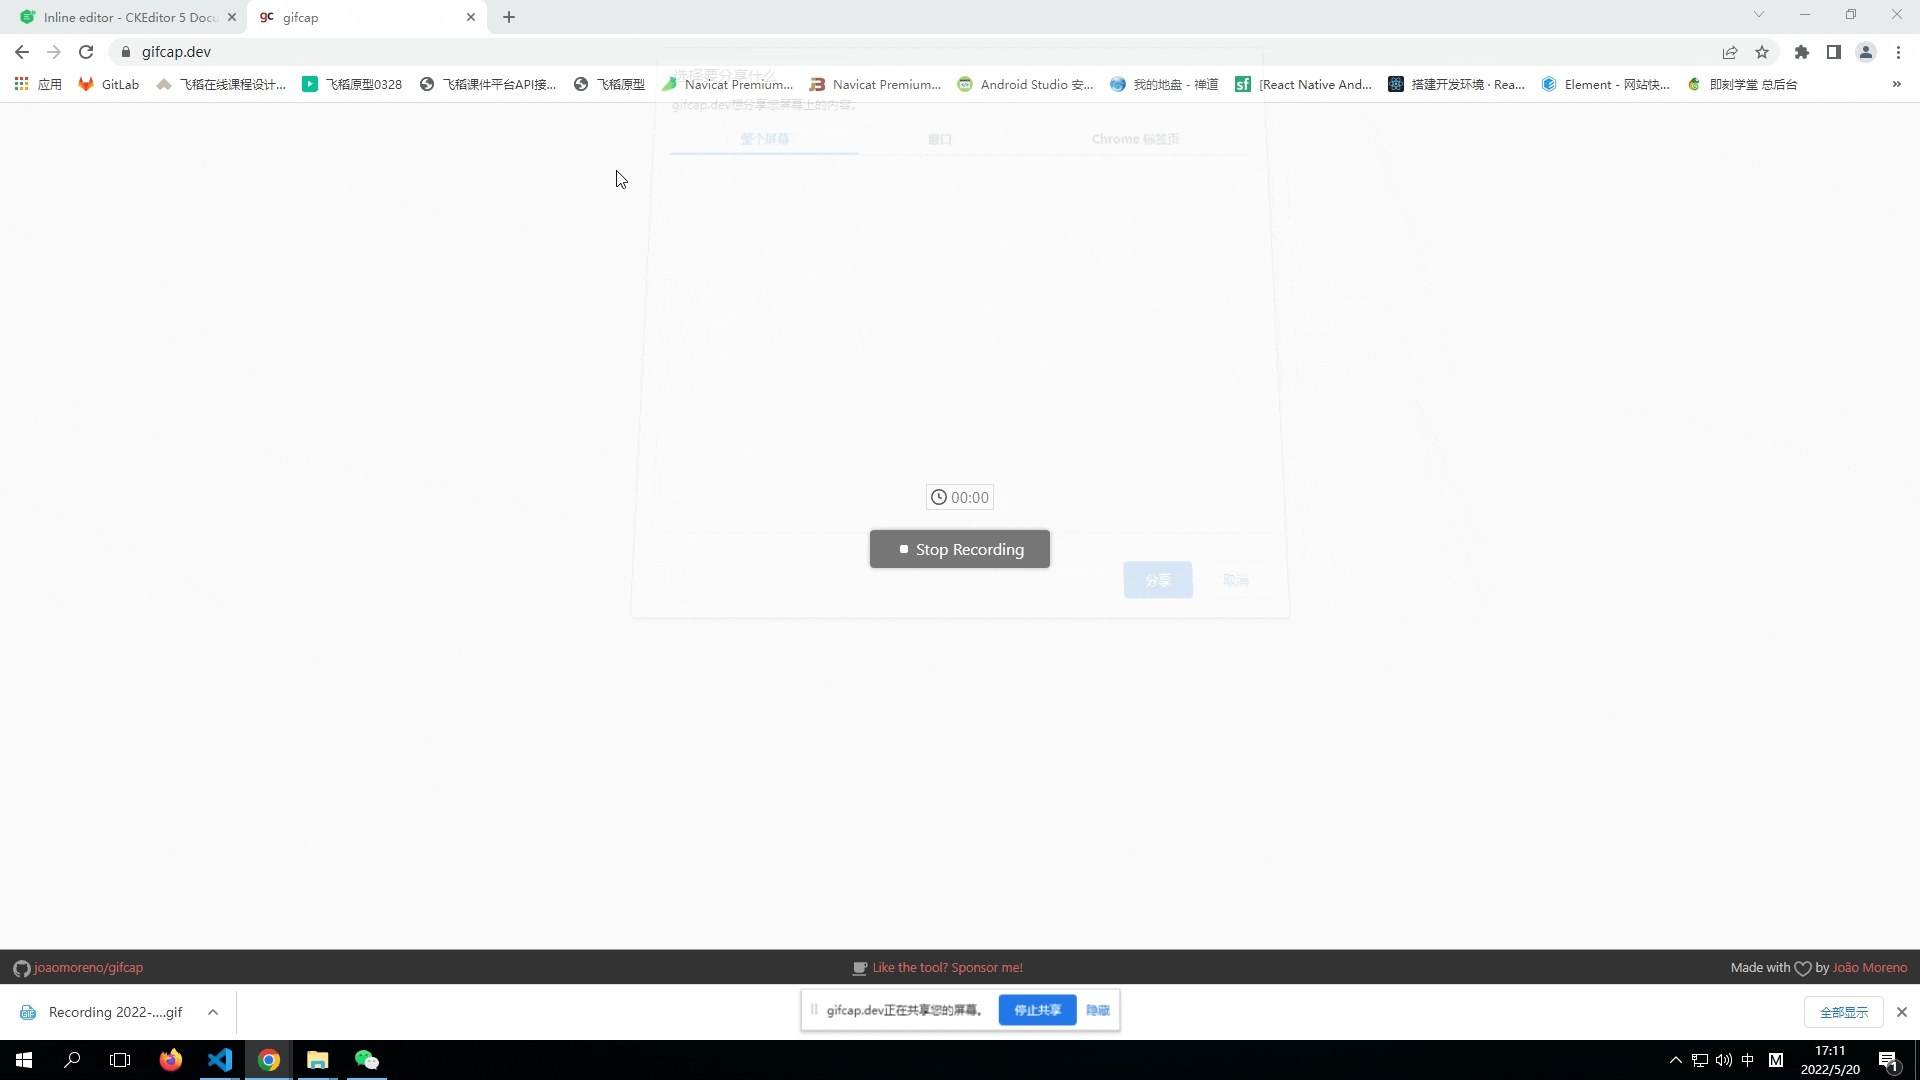 Inline editor - CKEditor 5 Docu
gc gifcap
gifcap.dev
应用
GitLab
飞稻在线课程设计...
飞稻原型0328
飞稻课件平台API接...
飞稻原型
Navicat Premium...
Navicat Premium...
Android Studio 安...
我的地盘 - 禅道
sf [React Native And...
搭建开发环境 · Rea...
Element - 网站快...
即刻学堂 总后台
»
选择要分享什么
gifcap.dev想分享您屏幕上的内容。
整个屏幕
窗口
Chrome 标签页
00:00
Stop Recording
分享
取消
joaomoreno/gifcap
Like the tool? Sponsor me!
Made with by João Moreno
Recording 2022-....gif
gifcap.dev正在共享您的屏幕。
停止共享
隐藏
全部显示
中
M
17:11
2022/5/20
1